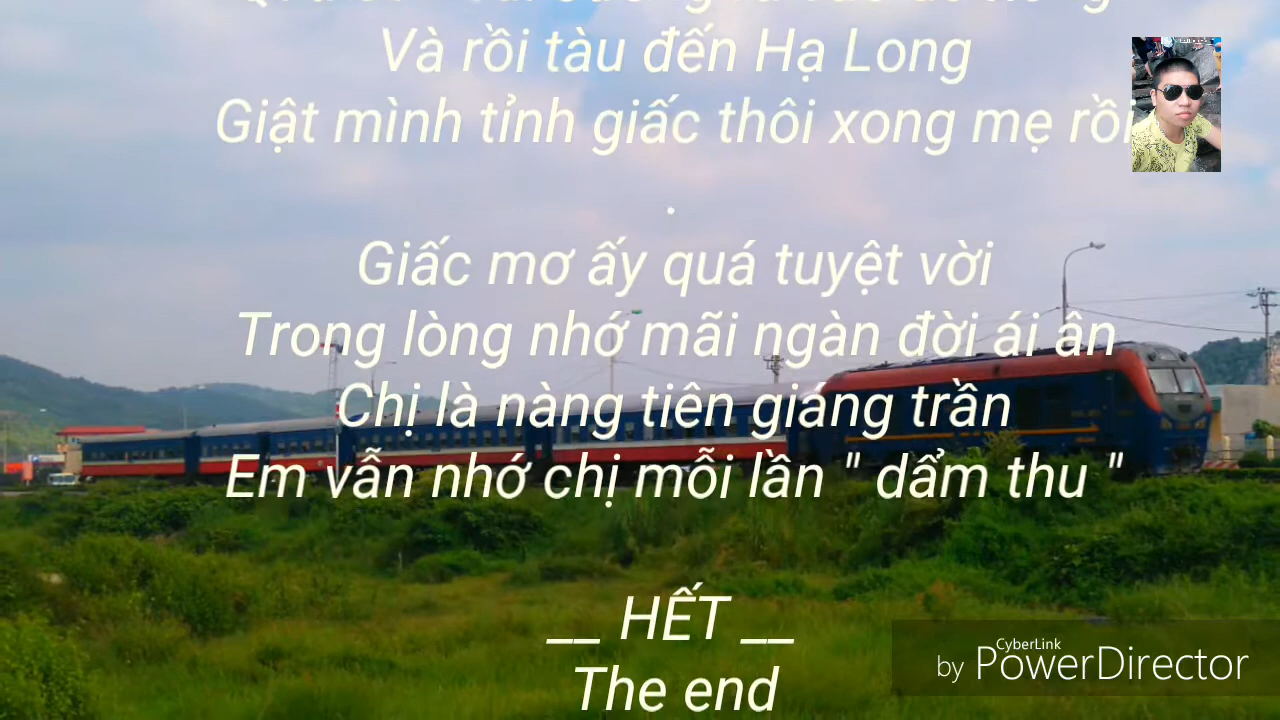 Và rồi tàu đến Hạ Long
Giật mình tỉnh giấc thôi xong mẹ rồi
.
Giấc mơ ấy quá tuyệt vời
Trong lòng nhớ mãi ngàn đời ái ân
Chị là nàng tiên giáng trần
Em vẫn nhớ chị mỗi lần " dẩm thu "
__ HẾT __
The end
CyberLink
by PowerDirector